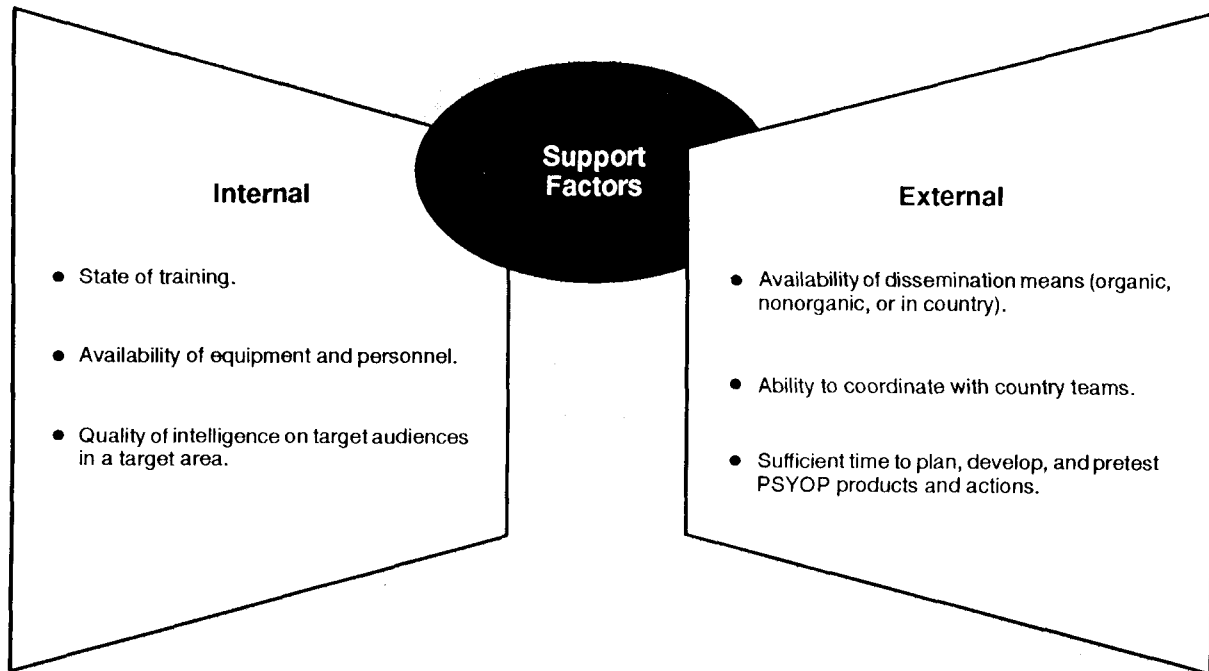 Support
Factors
Internal
● State of training.
● Availability of equipment and personnel.
● Quality of intelligence on target audiences
in a target area.
External
● Availability of dissemination means (organic,
nonorganic, or in country).
● Ability to coordinate with country teams.
● Sufficient time to plan, develop, and pretest
PSYOP products and actions.